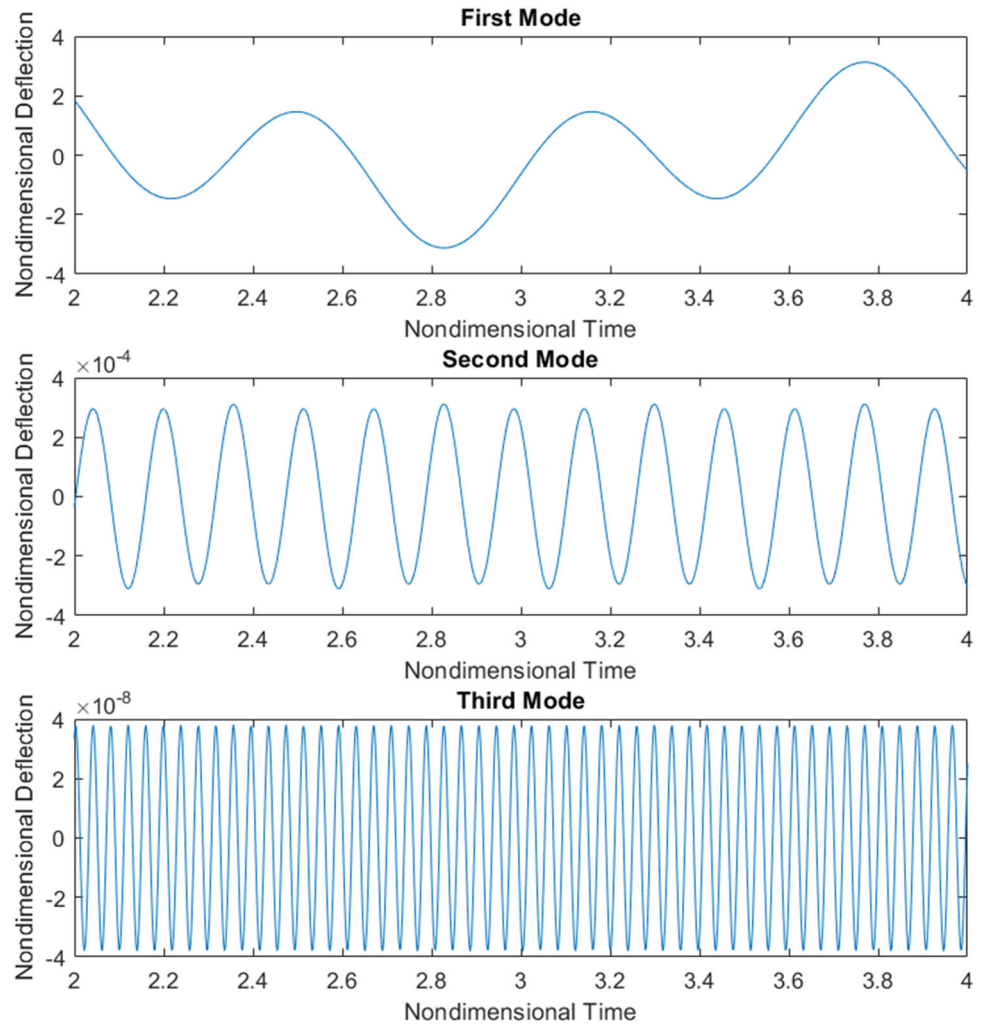 First Mode
Nondimensional Deflection
4
2
0
-2
-4
2 2.2 2.4 2.6 2.8 3 3.2 3.4 3.6 3.8 4
Nondimensional Time
Second Mode
×10-4
Nondimensional Deflection
4
2
0
-2
-4
2 2.2 2.4 2.6 2.8 3 3.2 3.4 3.6 3.8 4
Nondimensional Time
Third Mode
×10-8
Nondimensional Deflection
4
2
0
-2
-4
2 2.2 2.4 2.6 2.8 3 3.2 3.4 3.6 3.8 4
Nondimensional Time